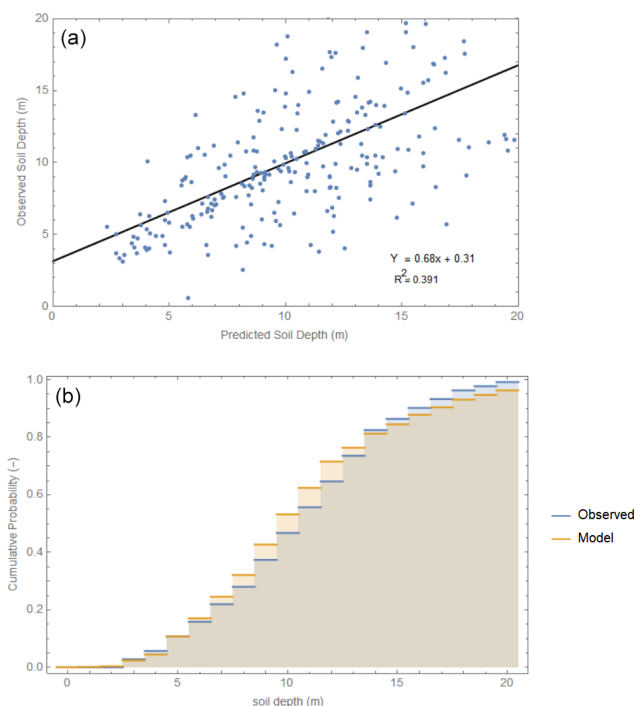 (a)
20
15
10
5
0
Observed Soil Depth (m)
Y = 0.68x + 0.31
R2 = 0.391
0 5 10 15 20
Predicted Soil Depth (m)
(b)
1.0
0.8
0.6
0.4
0.2
0.0
Cumulative Probability (–)
Observed
Model
0 5 10 15 20
soil depth (m)